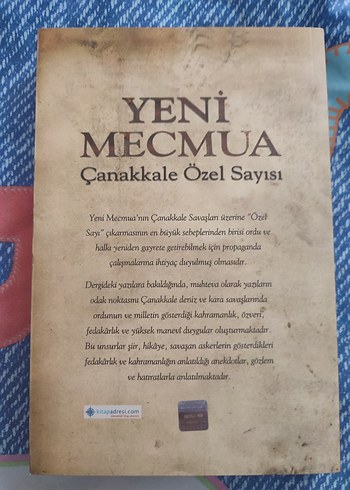 YENİ
MECMUA
Çanakkale Özel Sayısı
Yeni Mecmua'nın Çanakkale Savaşları üzerine "Özel
Sayı" çıkarmasının en büyük sebeplerinden birisi ordu ve
halkı yeniden gayrete getirebilmek için propaganda
çalışmalarına ihtiyaç duyulmuş olmasıdır.
Dergideki yazılara bakıldığında, muhteva olarak yazıların
odak noktasını Çanakkale deniz ve kara savaşlarında
ordunun ve milletin gösterdiği kahramanlık, özveri,
fedakârlık ve yüksek manevî duygular oluşturmaktadır.
Bu unsurlar şiir, hikâye, savaşan askerlerin gösterdikleri
fedakârlık ve kahramanlığın anlatıldığı anekdotlar, gözlem
ve hatıratlarla anlatılmaktadır.
kitapadresi.com